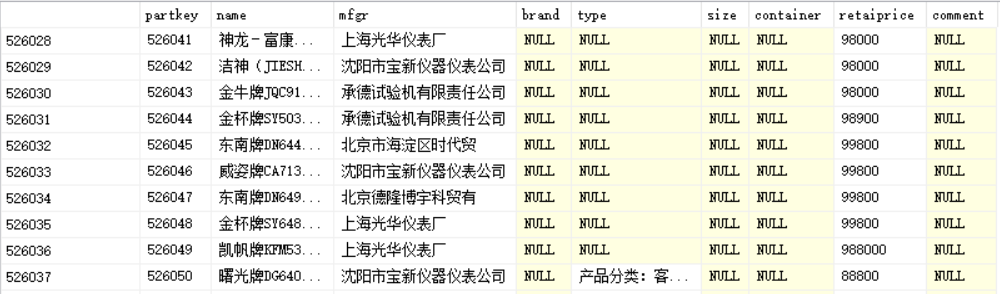 partkey name mfgr brand type size container retaiprice comment
526028 526041 神龙－富康... 上海光华仪表厂 NULL NULL NULL NULL 98000 NULL
526029 526042 洁神（JIESH... 沈阳市宝新仪器仪表公司 NULL NULL NULL NULL 98000 NULL
526030 526043 金牛牌JQC91... 承德试验机有限责任公司 NULL NULL NULL NULL 98000 NULL
526031 526044 金杯牌SY503... 承德试验机有限责任公司 NULL NULL NULL NULL 98900 NULL
526032 526045 东南牌DN644... 北京市海淀区时代贸 NULL NULL NULL NULL 99800 NULL
526033 526046 威姿牌CA713... 沈阳市宝新仪器仪表公司 NULL NULL NULL NULL 99800 NULL
526034 526047 东南牌DN649... 北京德隆博宇科贸有 NULL NULL NULL NULL 99800 NULL
526035 526048 金杯牌SY648... 上海光华仪表厂 NULL NULL NULL NULL 99800 NULL
526036 526049 凯帆牌KFM53... 上海光华仪表厂 NULL NULL NULL NULL 988000 NULL
526037 526050 曙光牌DG640... 沈阳市宝新仪器仪表公司 NULL 产品分类：客... NULL NULL 88800 NULL